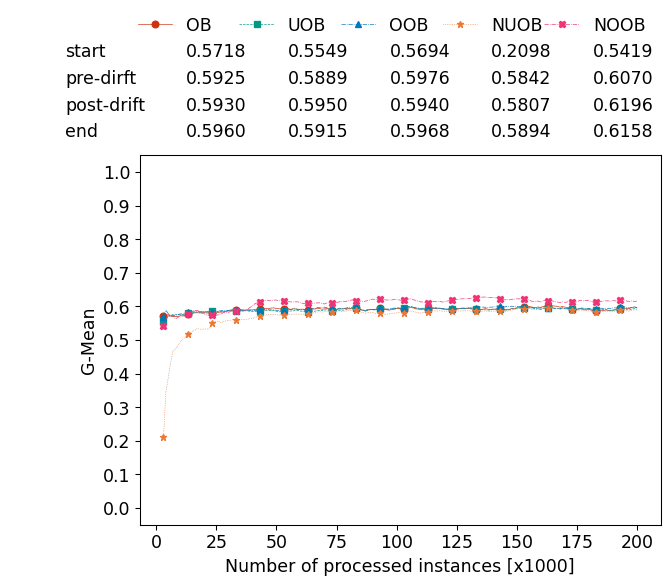 OB UOB OOB NUOB NOOB
start 0.5718 0.5549 0.5694 0.2098 0.5419
pre-dirft 0.5925 0.5889 0.5976 0.5842 0.6070
post-drift 0.5930 0.5950 0.5940 0.5807 0.6196
end 0.5960 0.5915 0.5968 0.5894 0.6158
1.0
0.9
0.8
0.7
0.6
0.5
0.4
0.3
0.2
0.1
0.0
G-Mean
0 25 50 75 100 125 150 175 200
Number of processed instances [x1000]